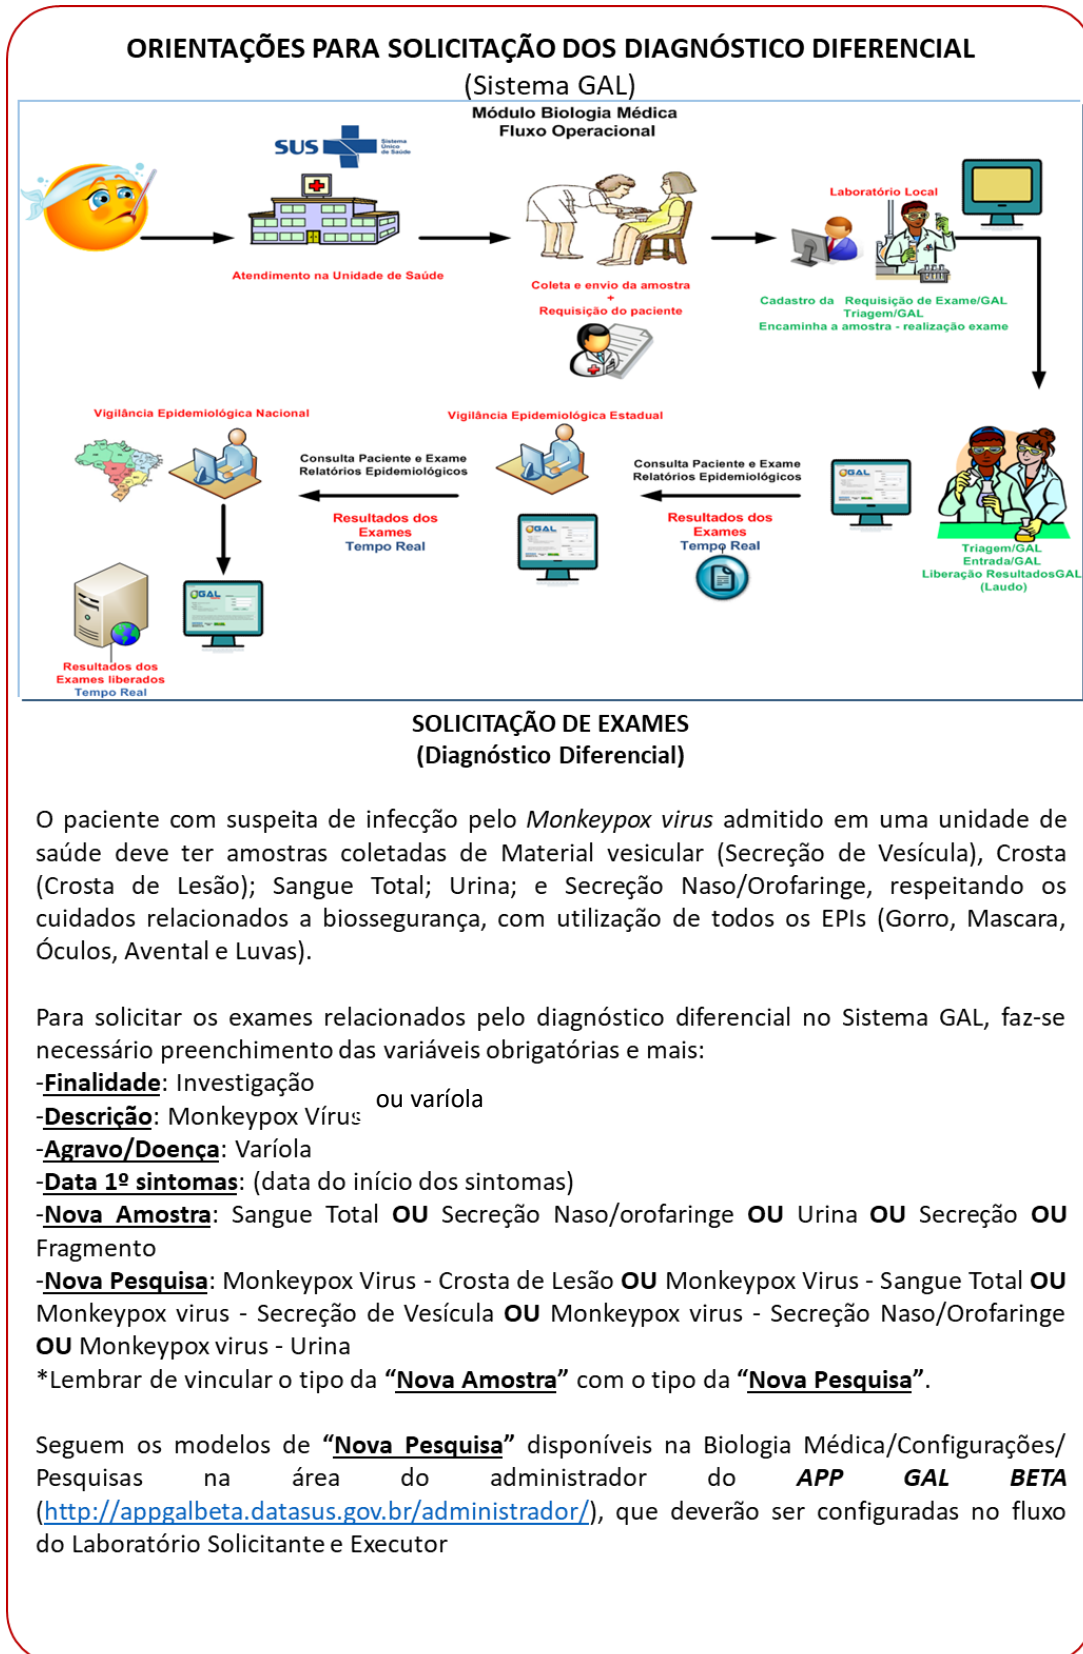 ORIENTAÇÕES PARA SOLICITAÇÃO DOS DIAGNÓSTICO DIFERENCIAL
(Sistema GAL)
Módulo Biologia Médica
Fluxo Operacional
SUS
Sistema
Único
de Saúde
Atendimento na Unidade de Saúde
Coleta e envio da amostra
+
Requisição do paciente
Laboratório Local
Cadastro da Requisição de Exame/GAL
Triagem/GAL
Encaminha a amostra - realização exame
Triagem/GAL
Entrada/GAL
Liberação ResultadosGAL
(Laudo)
GAL
Consulta Paciente e Exame
Relatórios Epidemiológicos
Resultados dos
Exames
Tempo Real
Vigilância Epidemiológica Estadual
GAL
Consulta Paciente e Exame
Relatórios Epidemiológicos
Resultados dos
Exames
Tempo Real
Vigilância Epidemiológica Nacional
GAL
Resultados dos
Exames liberados
Tempo Real
SOLICITAÇÃO DE EXAMES
(Diagnóstico Diferencial)
O paciente com suspeita de infecção pelo Monkeypox virus admitido em uma unidade de
saúde deve ter amostras coletadas de Material vesicular (Secreção de Vesícula), Crosta
(Crosta de Lesão); Sangue Total; Urina; e Secreção Naso/Orofaringe, respeitando os
cuidados relacionados a biossegurança, com utilização de todos os EPIs (Gorro, Mascara,
Óculos, Avental e Luvas).
Para solicitar os exames relacionados pelo diagnóstico diferencial no Sistema GAL, faz-se
necessário preenchimento das variáveis obrigatórias e mais:
-Finalidade: Investigação
-Descrição: Monkeypox Vírus ou varíola
-Agravo/Doença: Varíola
-Data 1º sintomas: (data do início dos sintomas)
-Nova Amostra: Sangue Total OU Secreção Naso/orofaringe OU Urina OU Secreção OU
Fragmento
-Nova Pesquisa: Monkeypox Virus - Crosta de Lesão OU Monkeypox Virus - Sangue Total OU
Monkeypox virus - Secreção de Vesícula OU Monkeypox virus - Secreção Naso/Orofaringe
OU Monkeypox virus - Urina
*Lembrar de vincular o tipo da “Nova Amostra” com o tipo da “Nova Pesquisa”.
Seguem os modelos de “Nova Pesquisa” disponíveis na Biologia Médica/Configurações/
Pesquisas na área do administrador do APP GAL BETA
(http://appgalbeta.datasus.gov.br/administrador/), que deverão ser configuradas no fluxo
do Laboratório Solicitante e Executor